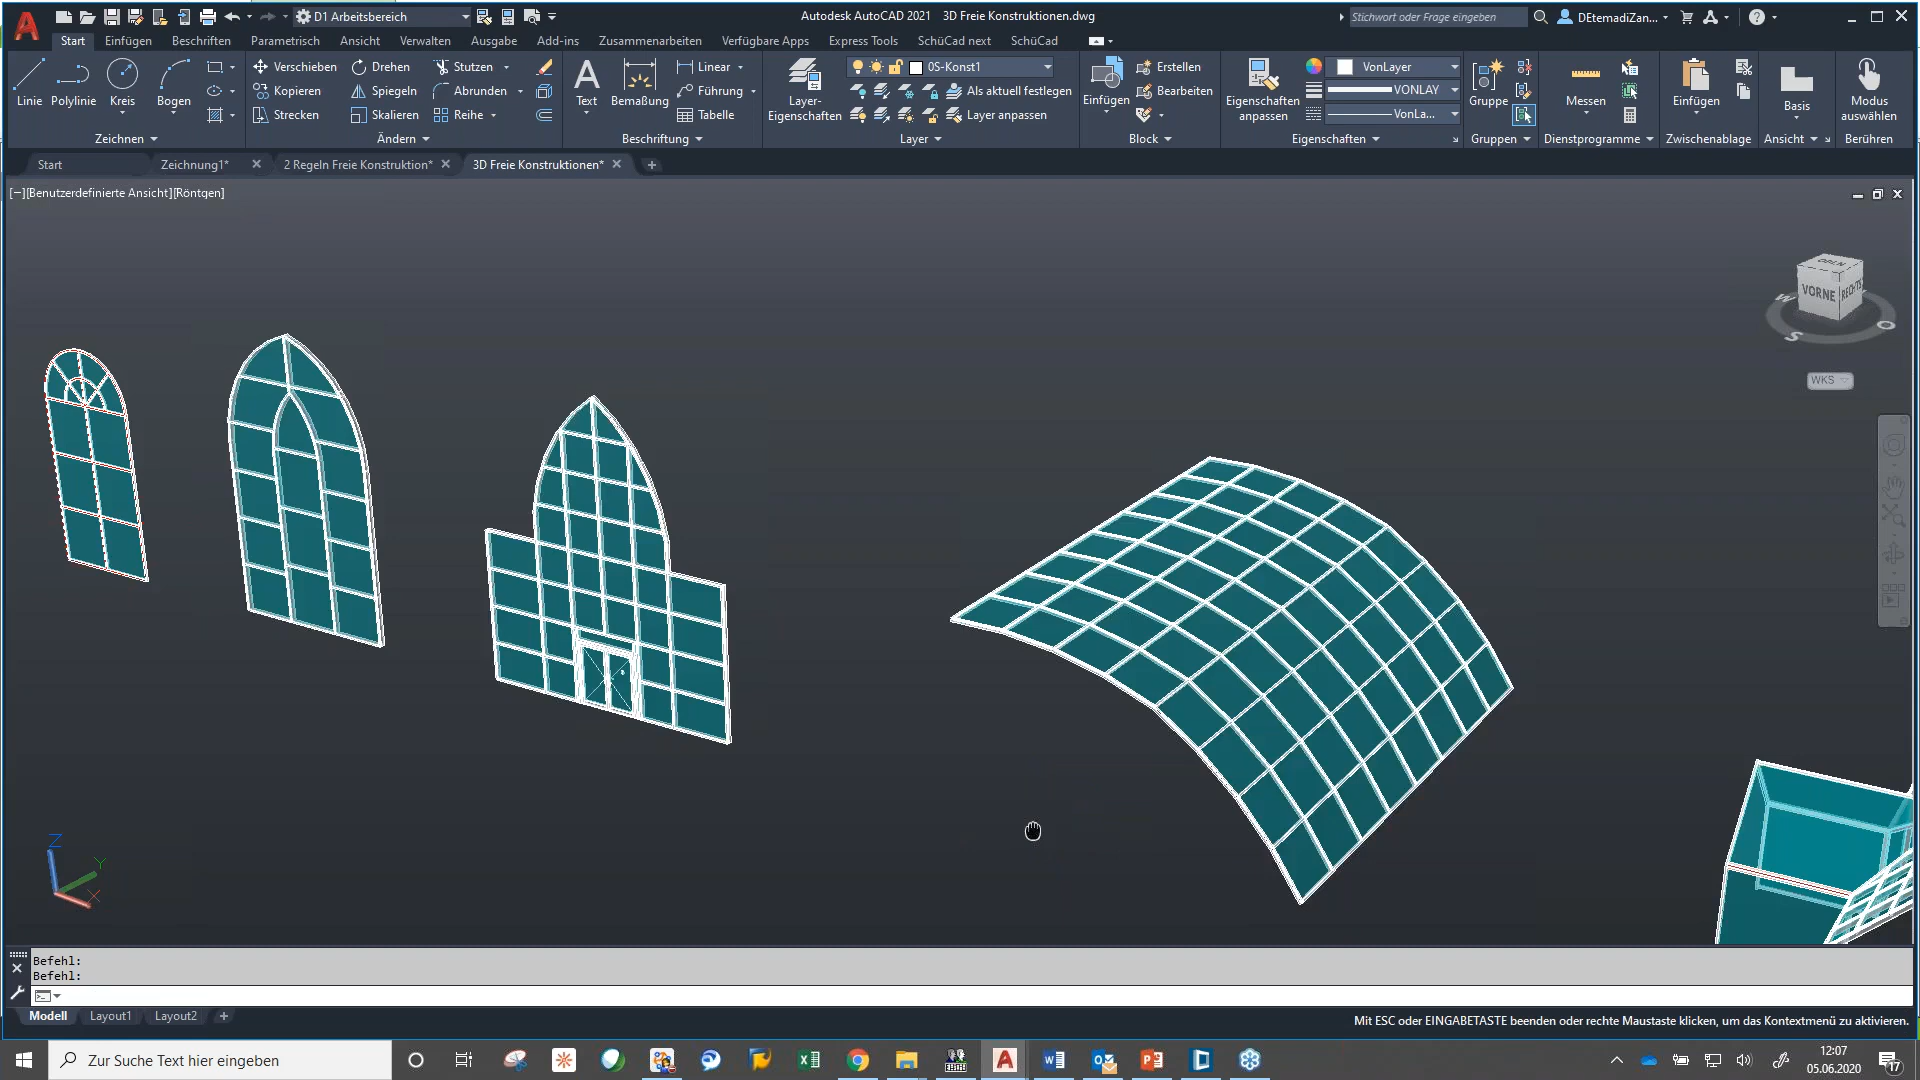 D1 Arbeitsbereich
Autodesk AutoCAD 2021 3D Freie Konstruktionen.dwg
Stichwort oder Frage eingeben
DEtemadiZan...
Start Einfügen Beschriften Parametrisch Ansicht Verwalten Ausgabe Add-ins Zusammenarbeiten Verfügbare Apps Express Tools SchüCad next SchüCad
Verschieben Drehen Stutzen Linear 0S-Konst1 Erstellen VonLayer
Kopieren Spiegeln Abrunden Führung Als aktuell festlegen Bearbeiten VONLAY
Linie Polylinie Kreis Bogen Text Bemaßung Layer-Eigenschaften Einfügen Eigenschaften anpassen Gruppe Messen Einfügen Basis Modus auswählen
Strecken Skalieren Reihe Tabelle Layer anpassen VonLa...
Zeichnen Ändern Beschriftung Layer Block Eigenschaften Gruppen Dienstprogramme Zwischenablage Ansicht Berühren
Start Zeichnung1* 2 Regeln Freie Konstruktion* 3D Freie Konstruktionen*
[−][Benutzerdefinierte Ansicht][Röntgen]
OBEN
VORNE RECHTS
W
O
S
WKS
Z
Y
X
Befehl:
Befehl:
Modell Layout1 Layout2
Mit ESC oder EINGABETASTE beenden oder rechte Maustaste klicken, um das Kontextmenü zu aktivieren.
Zur Suche Text hier eingeben
12:07
05.06.2020
17